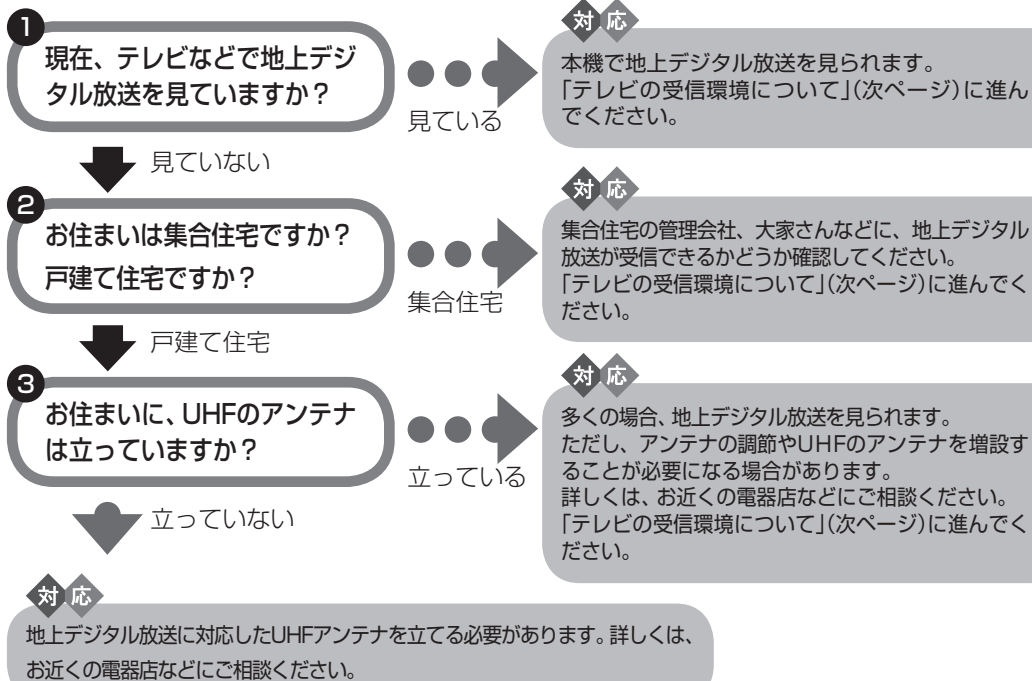 1
現在、テレビなどで地上デジ
タル放送を見ていますか？
見ている
対応
本機で地上デジタル放送を見られます。
「テレビの受信環境について」(次ページ)に進ん
でください。
見ていない
2
お住まいは集合住宅ですか？
戸建て住宅ですか？
集合住宅
対応
集合住宅の管理会社、大家さんなどに、地上デジタル
放送が受信できるかどうか確認してください。
「テレビの受信環境について」(次ページ)に進んでく
ださい。
戸建て住宅
3
お住まいに、UHFのアンテナ
は立っていますか？
立っている
対応
多くの場合、地上デジタル放送を見られます。
ただし、アンテナの調節やUHFのアンテナを増設す
ることが必要になる場合があります。
詳しくは、お近くの電器店などにご相談ください。
「テレビの受信環境について」(次ページ)に進んでく
ださい。
立っていない
対応
地上デジタル放送に対応したUHFアンテナを立てる必要があります。詳しくは、
お近くの電器店などにご相談ください。